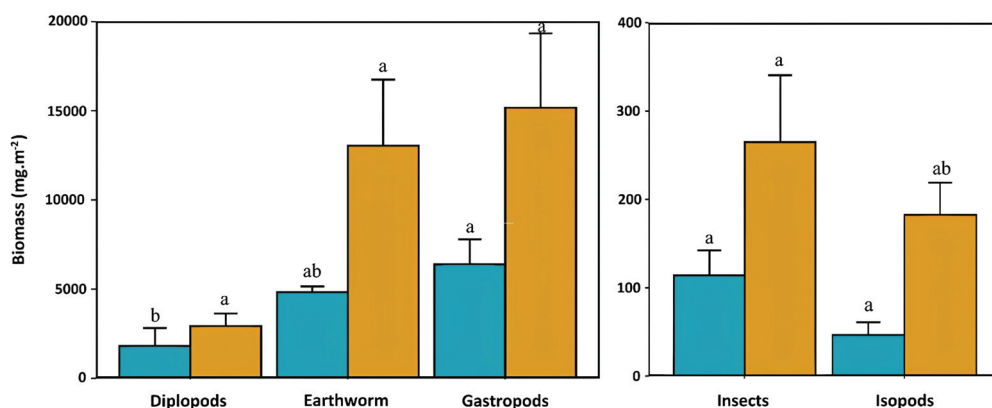 Biomass (mg.m⁻²)
20000
15000
10000
5000
0
b
a
ab
a
a
a
Diplopods
Earthworm
Gastropods
400
300
200
100
0
a
a
a
ab
Insects
Isopods